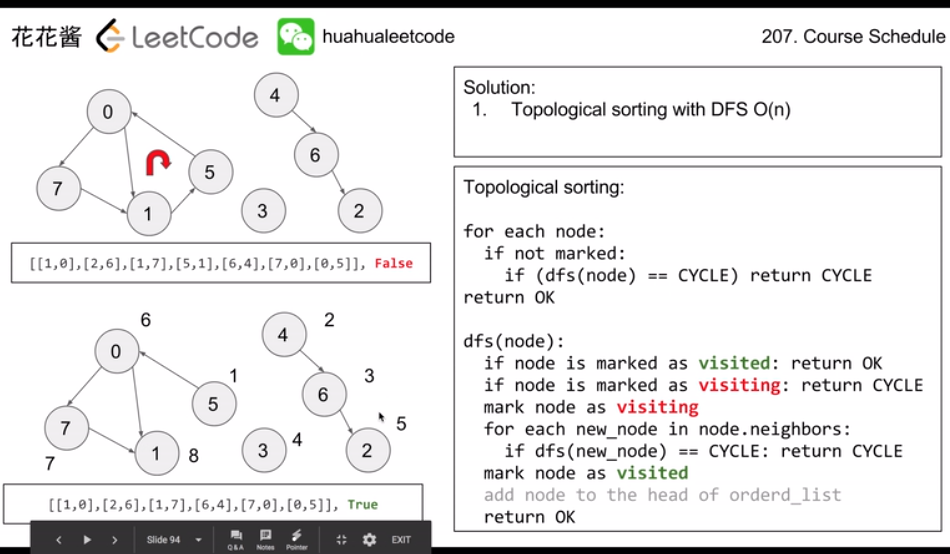 花花酱 LeetCode huahualeetcode
207. Course Schedule
0
4
6
5
7
1
3
2
[[1,0],[2,6],[1,7],[5,1],[6,4],[7,0],[0,5]], False
6
0
4
2
1
5
6
3
7
7
1
8
3
4
2
5
[[1,0],[2,6],[1,7],[6,4],[7,0],[0,5]], True
Solution:
1. Topological sorting with DFS O(n)
Topological sorting:
for each node:
if not marked:
if (dfs(node) == CYCLE) return CYCLE
return OK
dfs(node):
if node is marked as visited: return OK
if node is marked as visiting: return CYCLE
mark node as visiting
for each new_node in node.neighbors:
if dfs(new_node) == CYCLE: return CYCLE
mark node as visited
add node to the head of orderd_list
return OK
Slide 94
Q & A
Notes
Pointer
EXIT